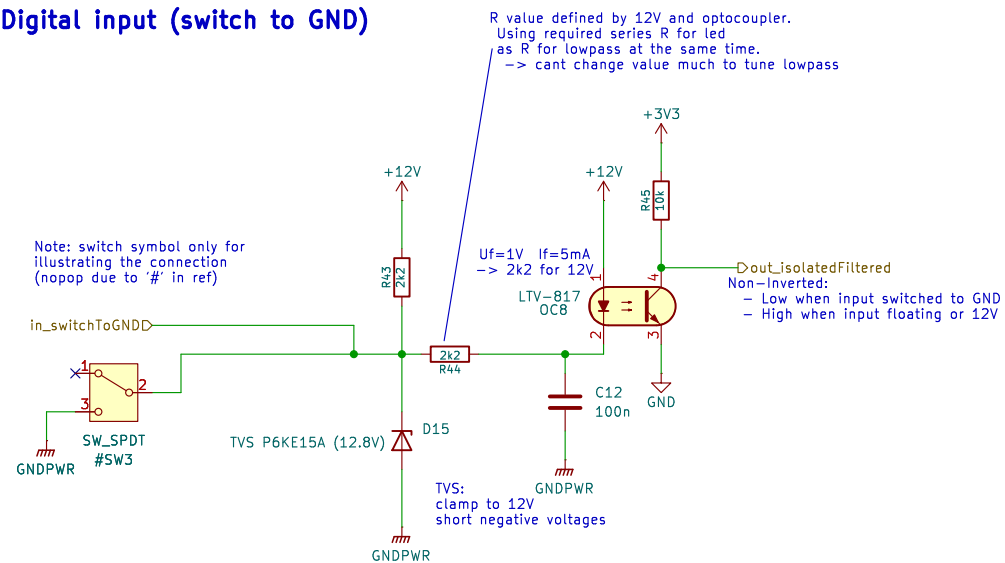 Digital input (switch to GND)
R value defined by 12V and optocoupler.
Using required series R for led
as R for lowpass at the same time.
-> cant change value much to tune lowpass
+3V3
+12V
+12V
R45
10k
Note: switch symbol only for
illustrating the connection
(nopop due to '#' in ref)
R43
2k2
Uf=1V If=5mA
-> 2k2 for 12V
1
4
out_isolatedFiltered
Non-Inverted:
- Low when input switched to GND
- High when input floating or 12V
LTV-817
OC8
in_switchToGND
2
3
2k2
R44
1
2
3
GND
C12
100n
SW_SPDT
#SW3
GNDPWR
TVS P6KE15A (12.8V)
D15
GNDPWR
TVS:
clamp to 12V
short negative voltages
GNDPWR